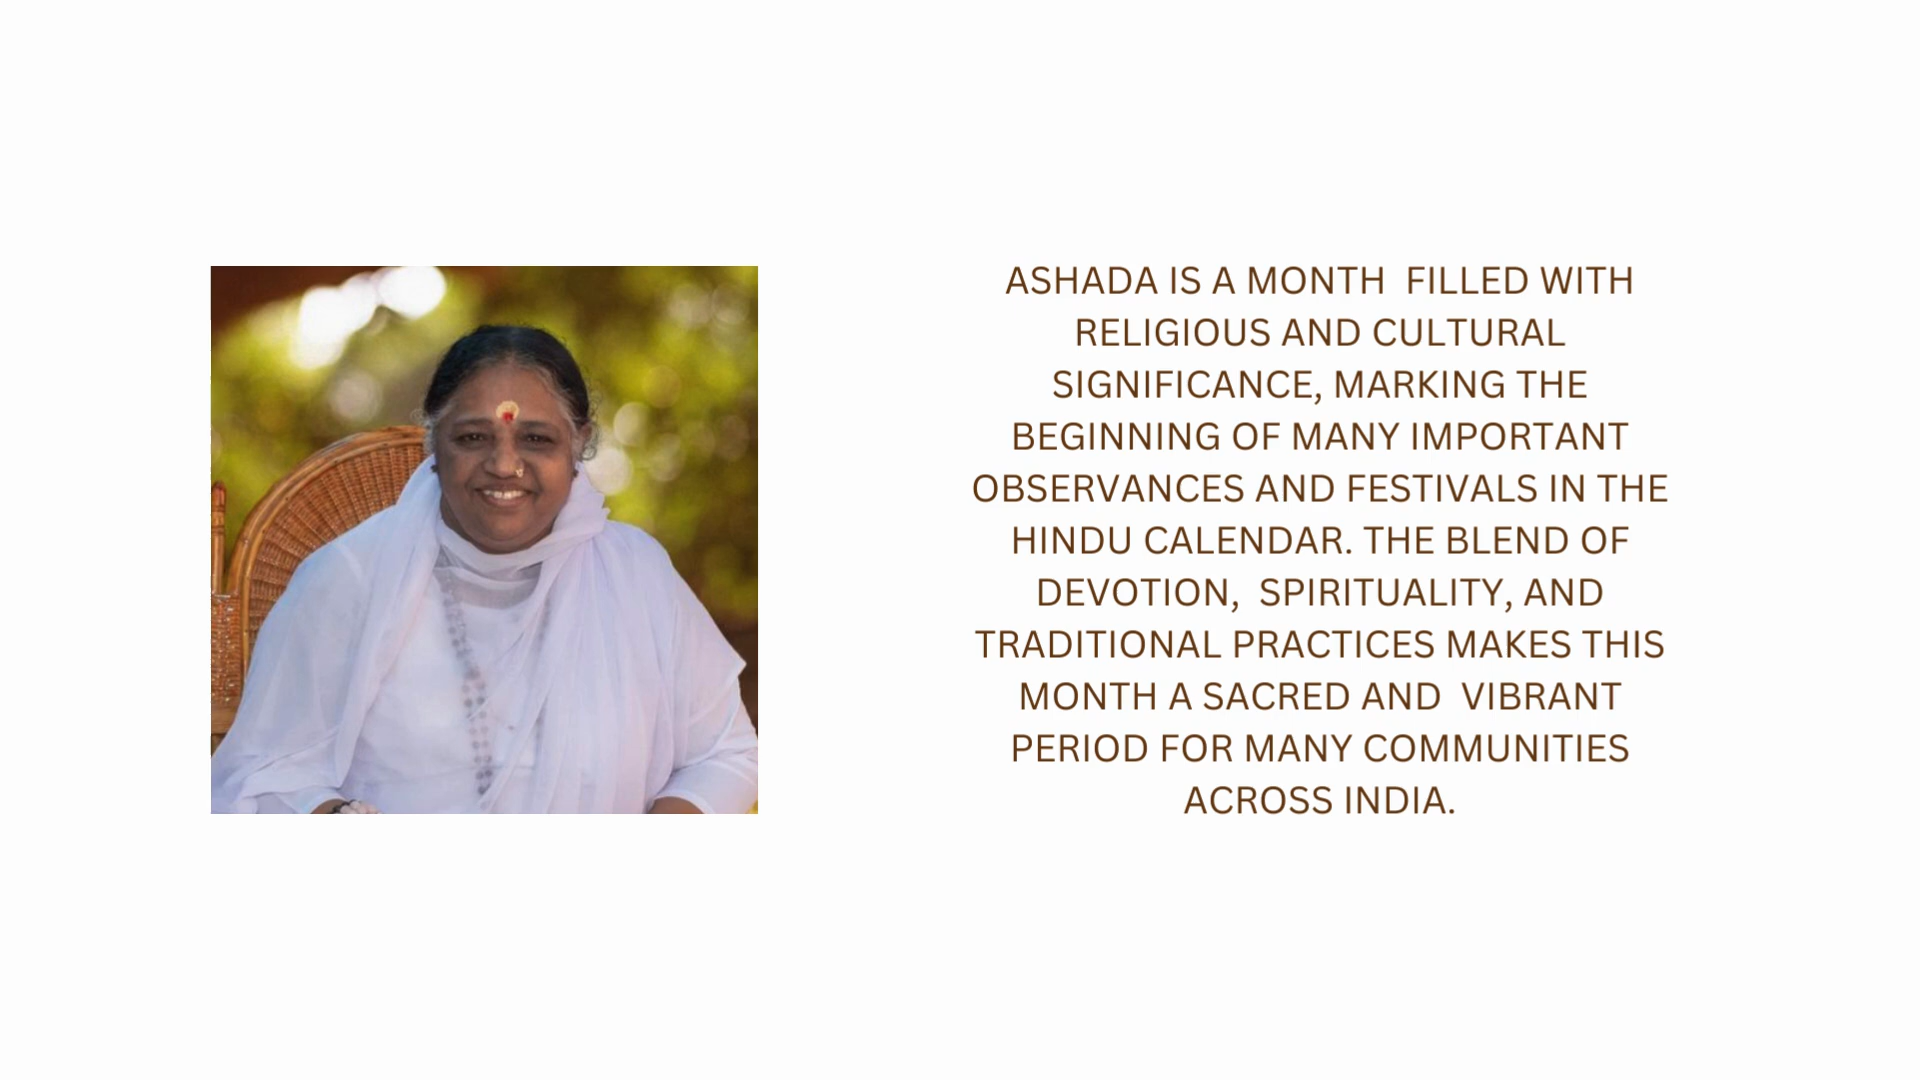 ASHADA IS A MONTH  FILLED WITH
RELIGIOUS AND CULTURAL
SIGNIFICANCE, MARKING THE
BEGINNING OF MANY IMPORTANT
OBSERVANCES AND FESTIVALS IN THE
HINDU CALENDAR. THE BLEND OF
DEVOTION,  SPIRITUALITY, AND
TRADITIONAL PRACTICES MAKES THIS
MONTH A SACRED AND  VIBRANT
PERIOD FOR MANY COMMUNITIES
ACROSS INDIA.